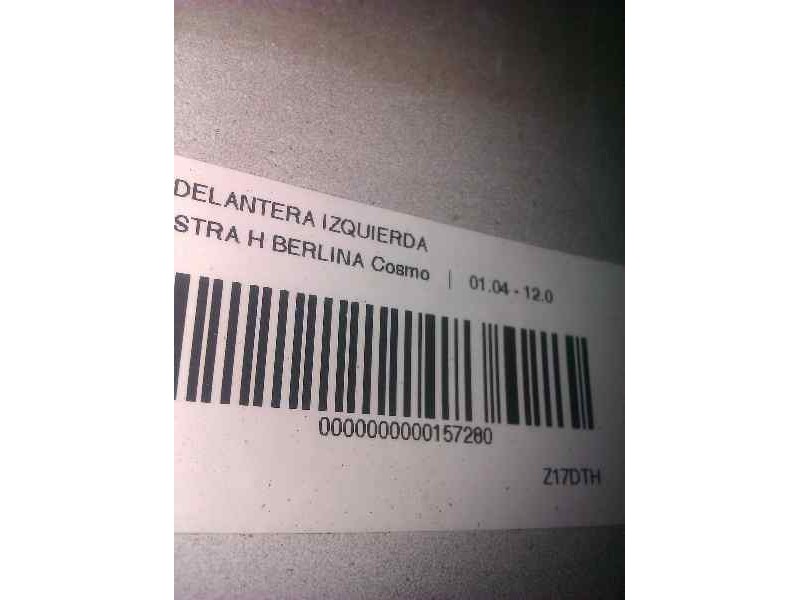 DELANTERA IZQUIERDA
STRA H BERLINA Cosmo | 01.04 - 12.0
0000000000157280
Z17DTH